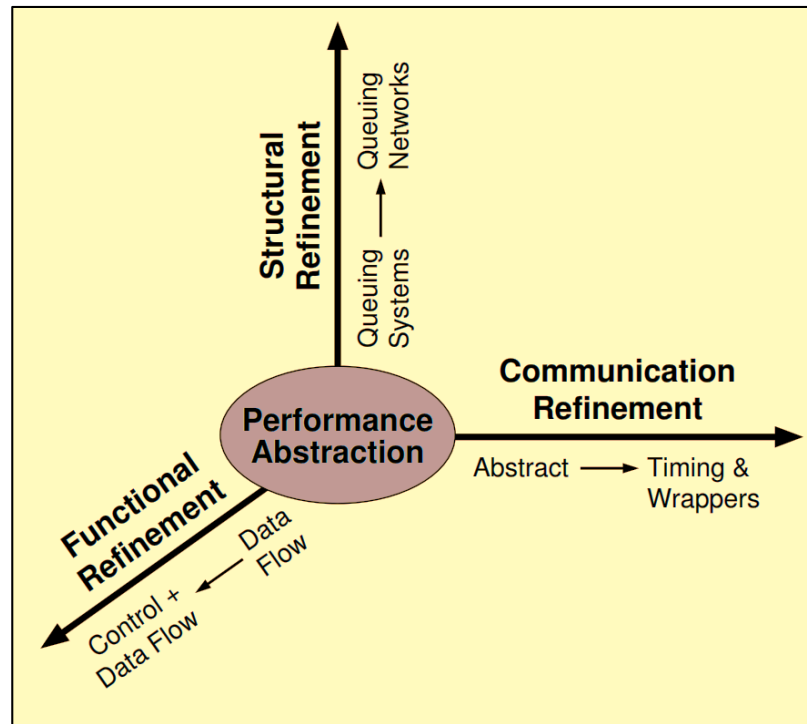 Structural
Refinement
Queuing
Systems
Queuing
Networks
Performance
Abstraction
Communication
Refinement
Abstract
Timing &
Wrappers
Functional
Refinement
Data
Flow
Control +
Data Flow